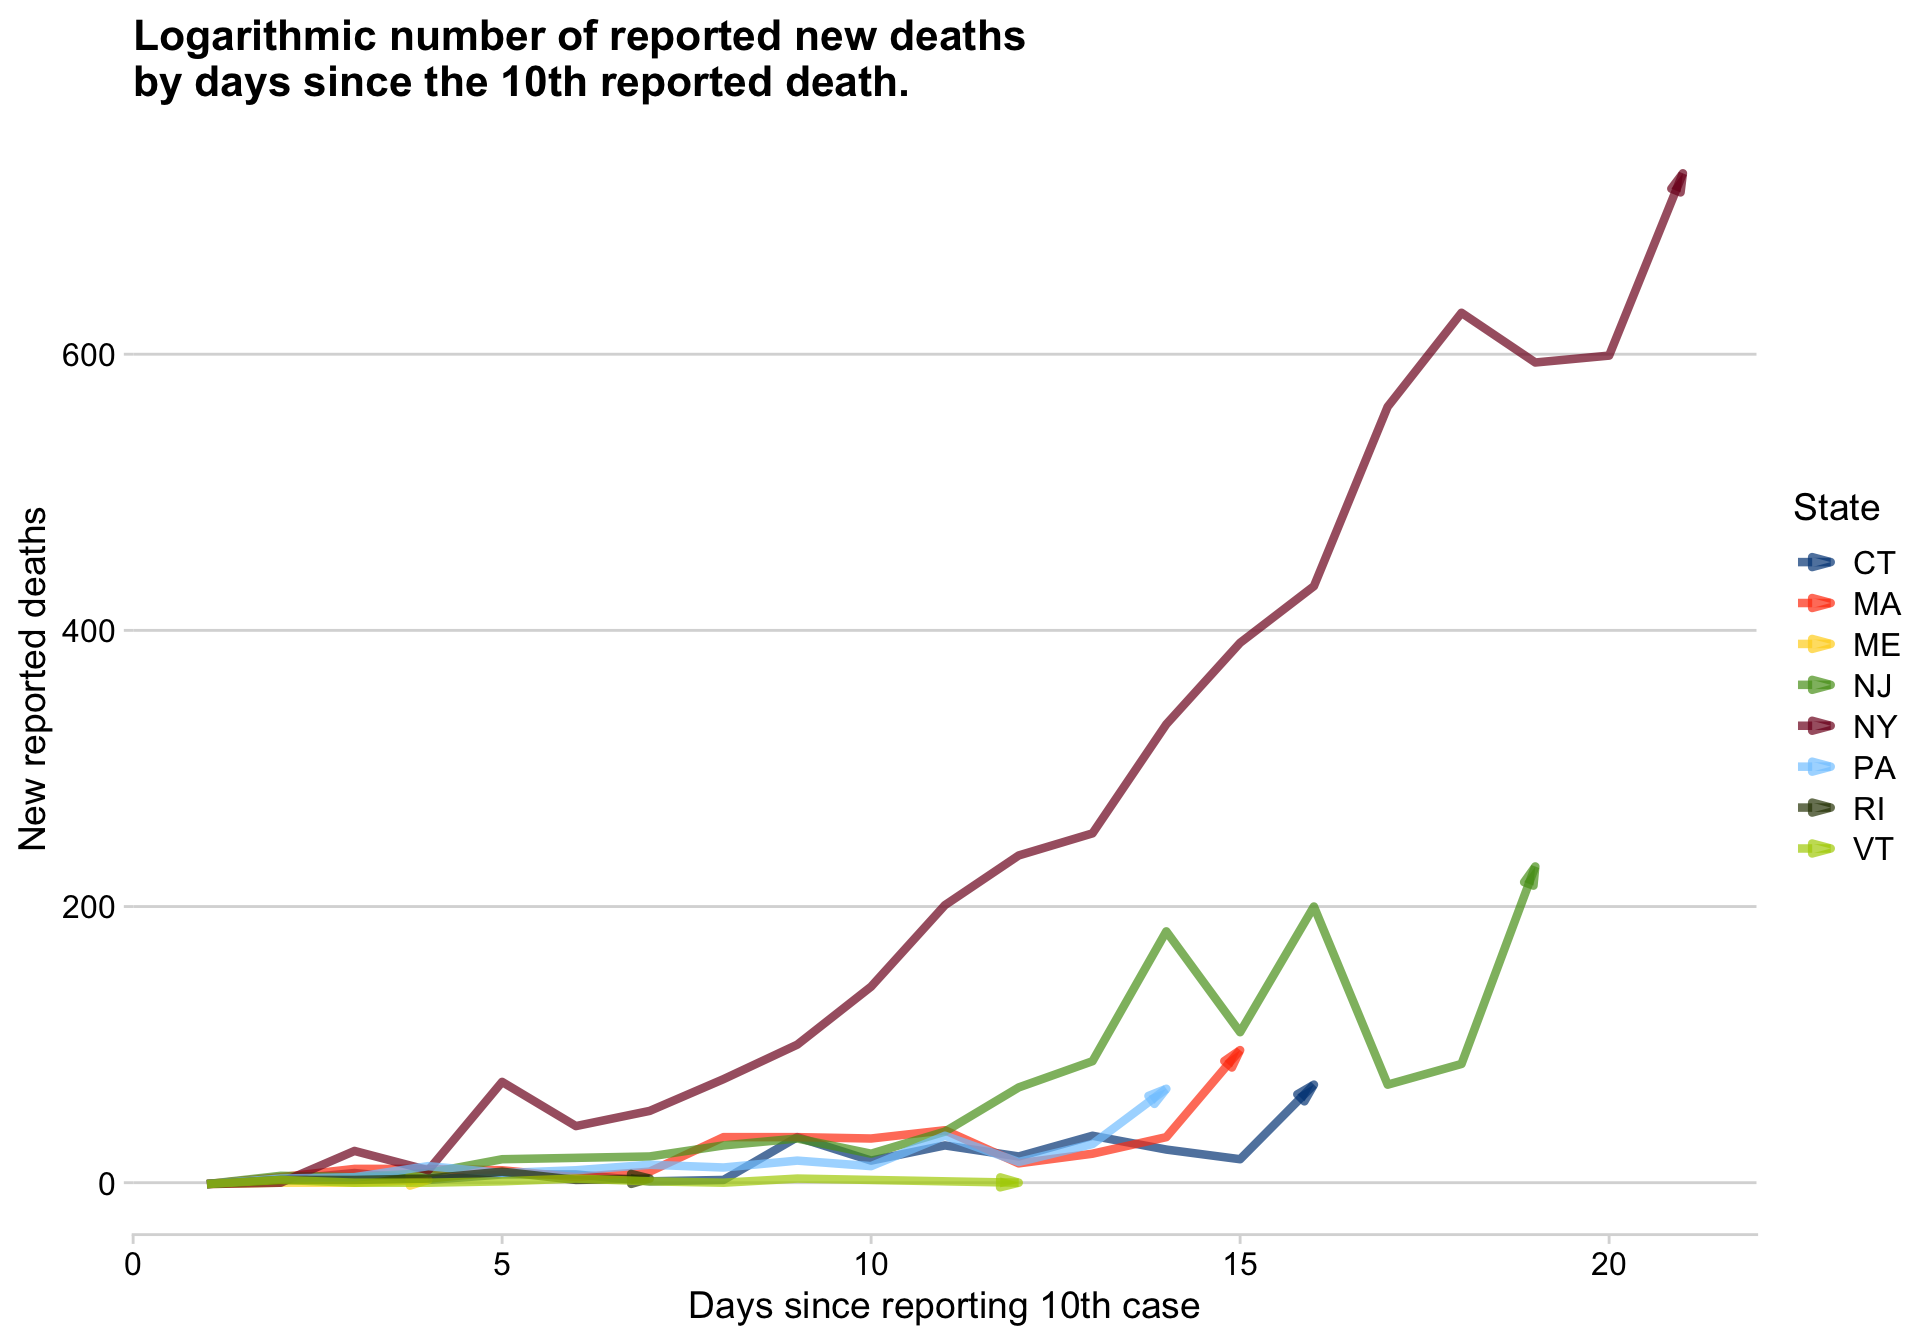 Logarithmic number of reported new deaths
by days since the 10th reported death.
New reported deaths
600
400
200
0
0 5 10 15 20
Days since reporting 10th case
State
CT
MA
ME
NJ
NY
PA
RI
VT